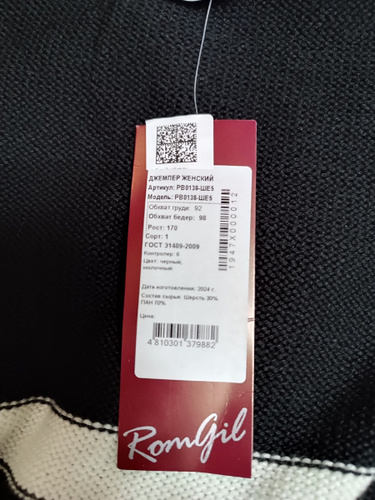 ДЖЕМПЕР ЖЕНСКИЙ
Артикул: РВ0138-ШЕ5
Модель: РВ0138-ШЕ5
Обхват груди: 92
Обхват бедер: 98
Рост: 170
Сорт: 1
ГОСТ 31409-2009
Контролер: 6
Цвет: черный,
молочный
Дата изготовления: 2024 г.
Состав сырья: Шерсть 30%
ПАН 70%
Цена:
4 810301 379882
1947X0000012
RomGil